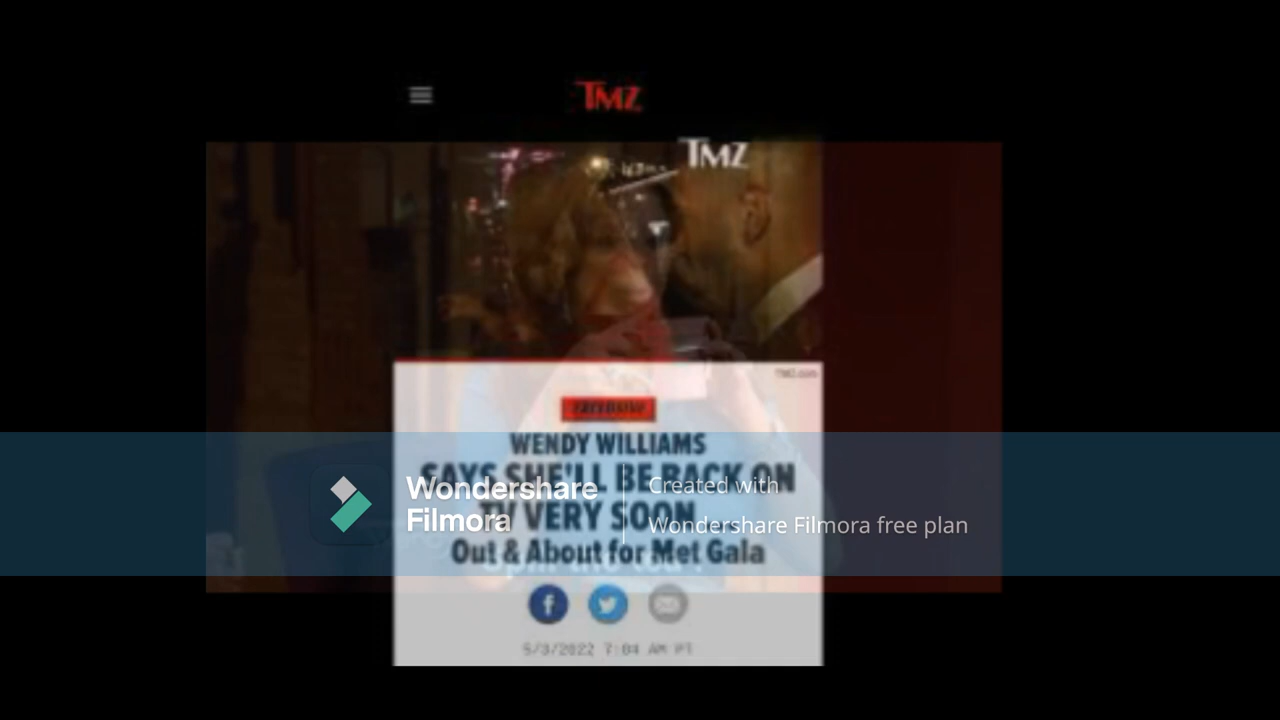 TMZ
TMZ
TMZ.com
EXCLUSIVE
WENDY WILLIAMS
SAYS SHE'LL BE BACK ON
TV VERY SOON
Out & About for Met Gala
Wondershare
Filmora
Created with
Wondershare Filmora free plan
5/3/2022 7:04 AM PT